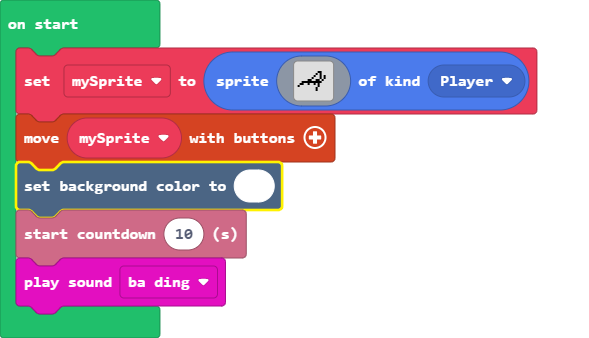 on start
set mySprite to sprite of kind Player
move mySprite with buttons
set background color to
start countdown 10 (s)
play sound ba ding